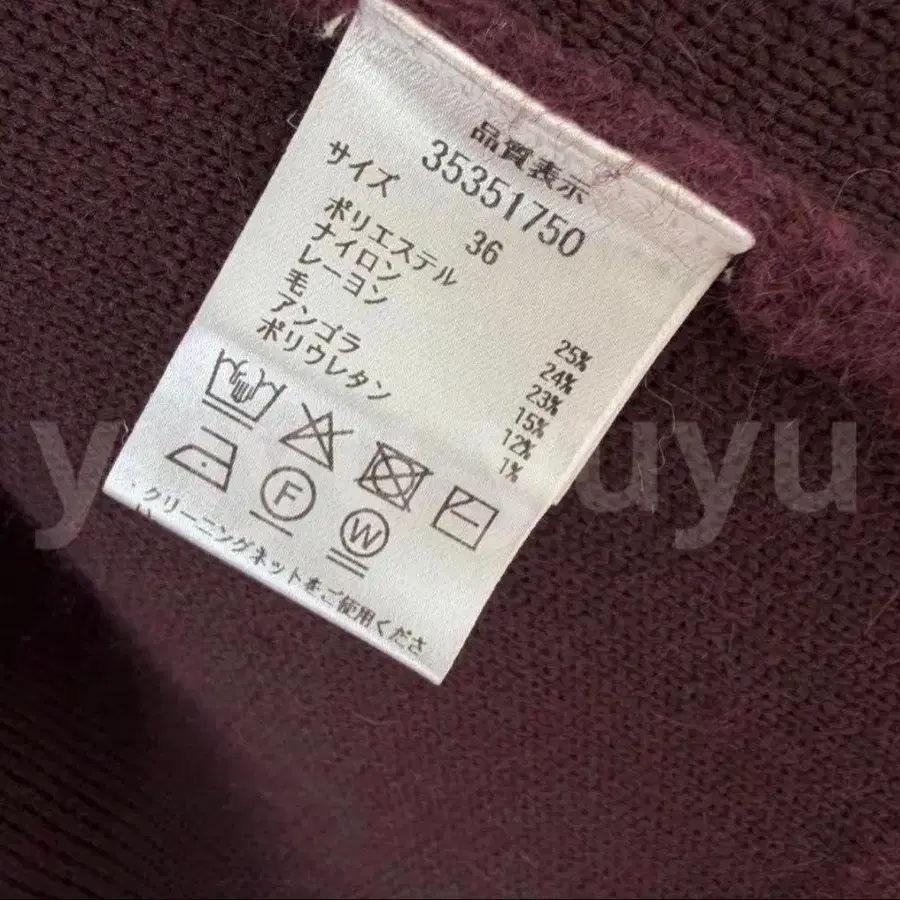 品質表示
35351750
サイズ 36
ポリエステル 25%
ナイロン 24%
レーヨン 23%
毛 15%
アンゴラ 12%
ポリウレタン 1%
F
W
・クリーニングネットをご使用くださ
い
uyu